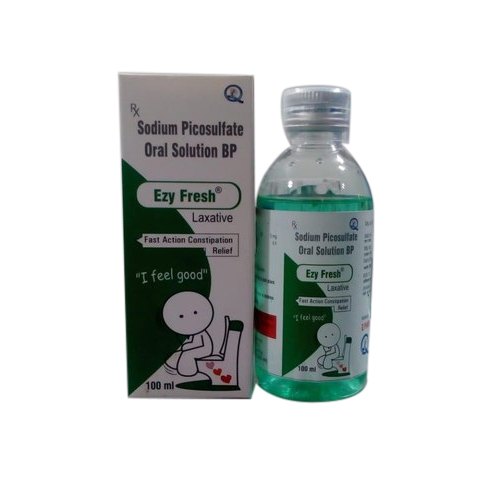 Rx
Sodium Picosulfate
Oral Solution BP
Ezy Fresh®
Laxative
Fast Action Constipation
Relief
"I feel good"
100 ml
Rx
Sodium Picosulfate
Oral Solution BP
Ezy Fresh®
Laxative
Fast Action Constipation
Relief
"I feel good"
100 ml